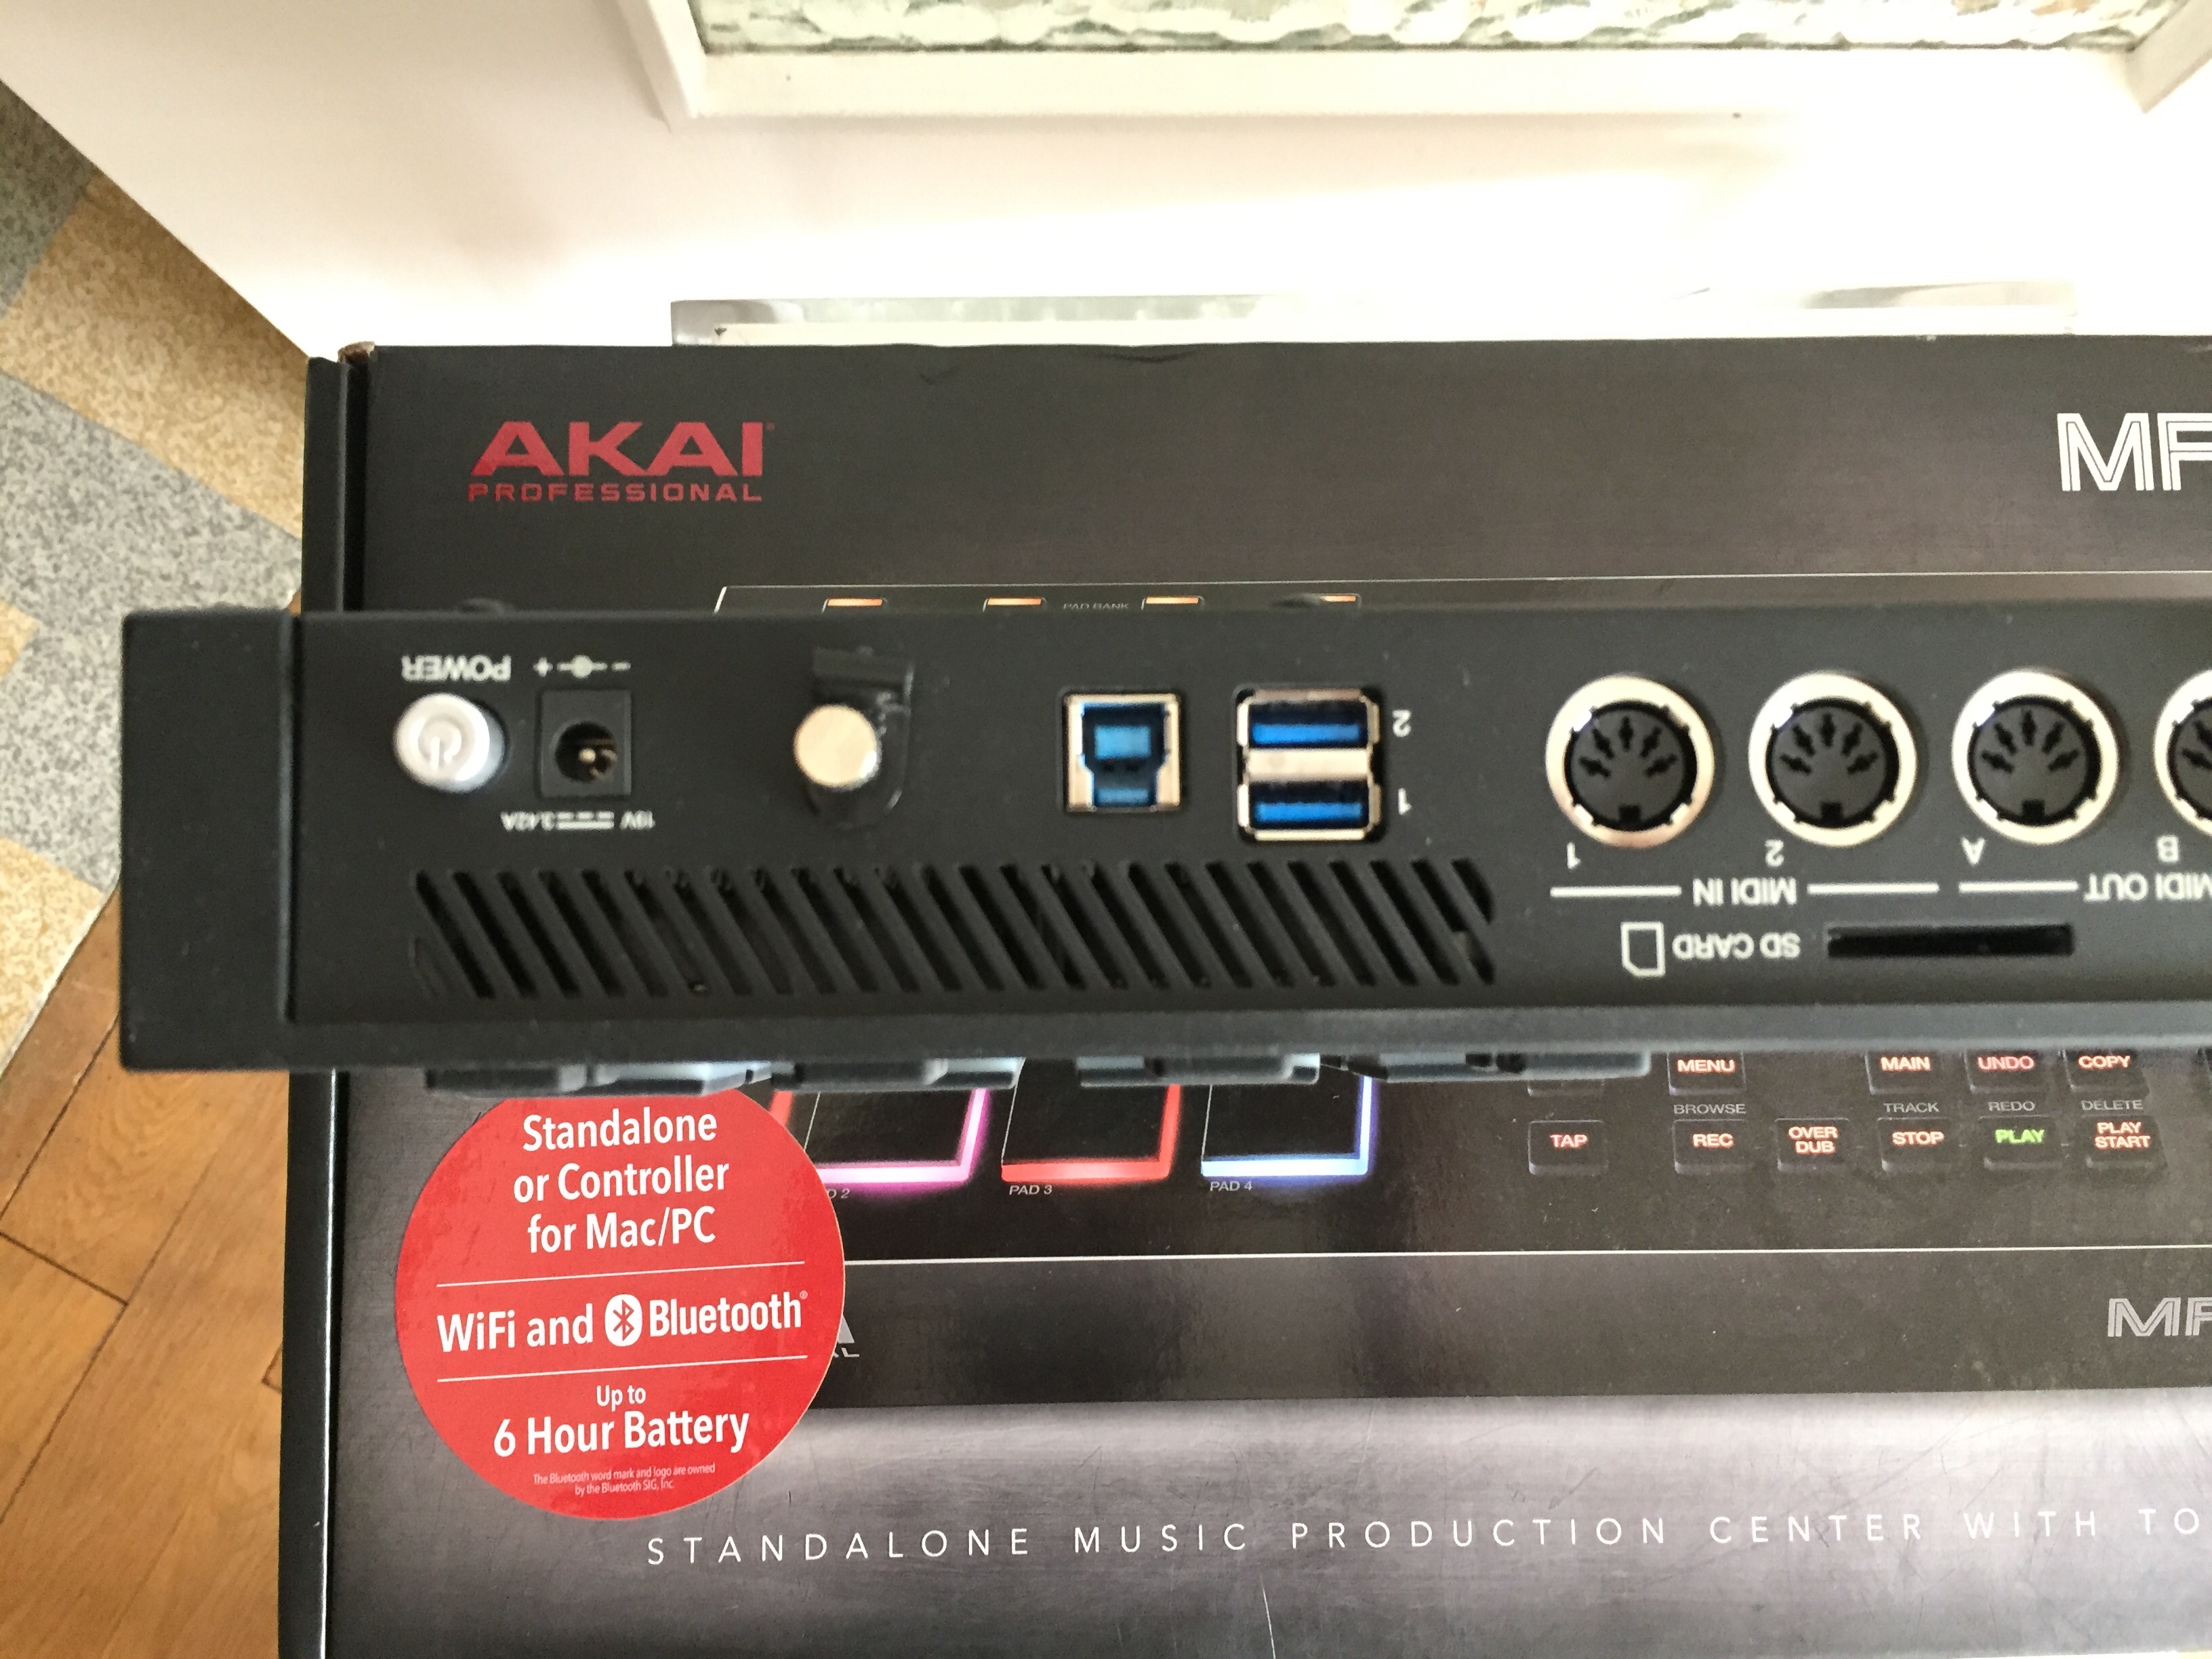 AKAI
PROFESSIONAL
PAD BANK
POWER
19V 3.42A
2
1
1
2
A
B
MIDI IN
MIDI OUT
SD CARD
MENU
MAIN
UNDO
COPY
BROWSE
TRACK
REDO
DELETE
TAP
REC
OVER
DUB
STOP
PLAY
PLAY
START
PAD 3
PAD 4
Standalone
or Controller
for Mac/PC
WiFi and Bluetooth®
Up to
6 Hour Battery
The Bluetooth word mark and logo are owned
by the Bluetooth SIG, Inc.
STANDALONE MUSIC PRODUCTION CENTER WITH TO